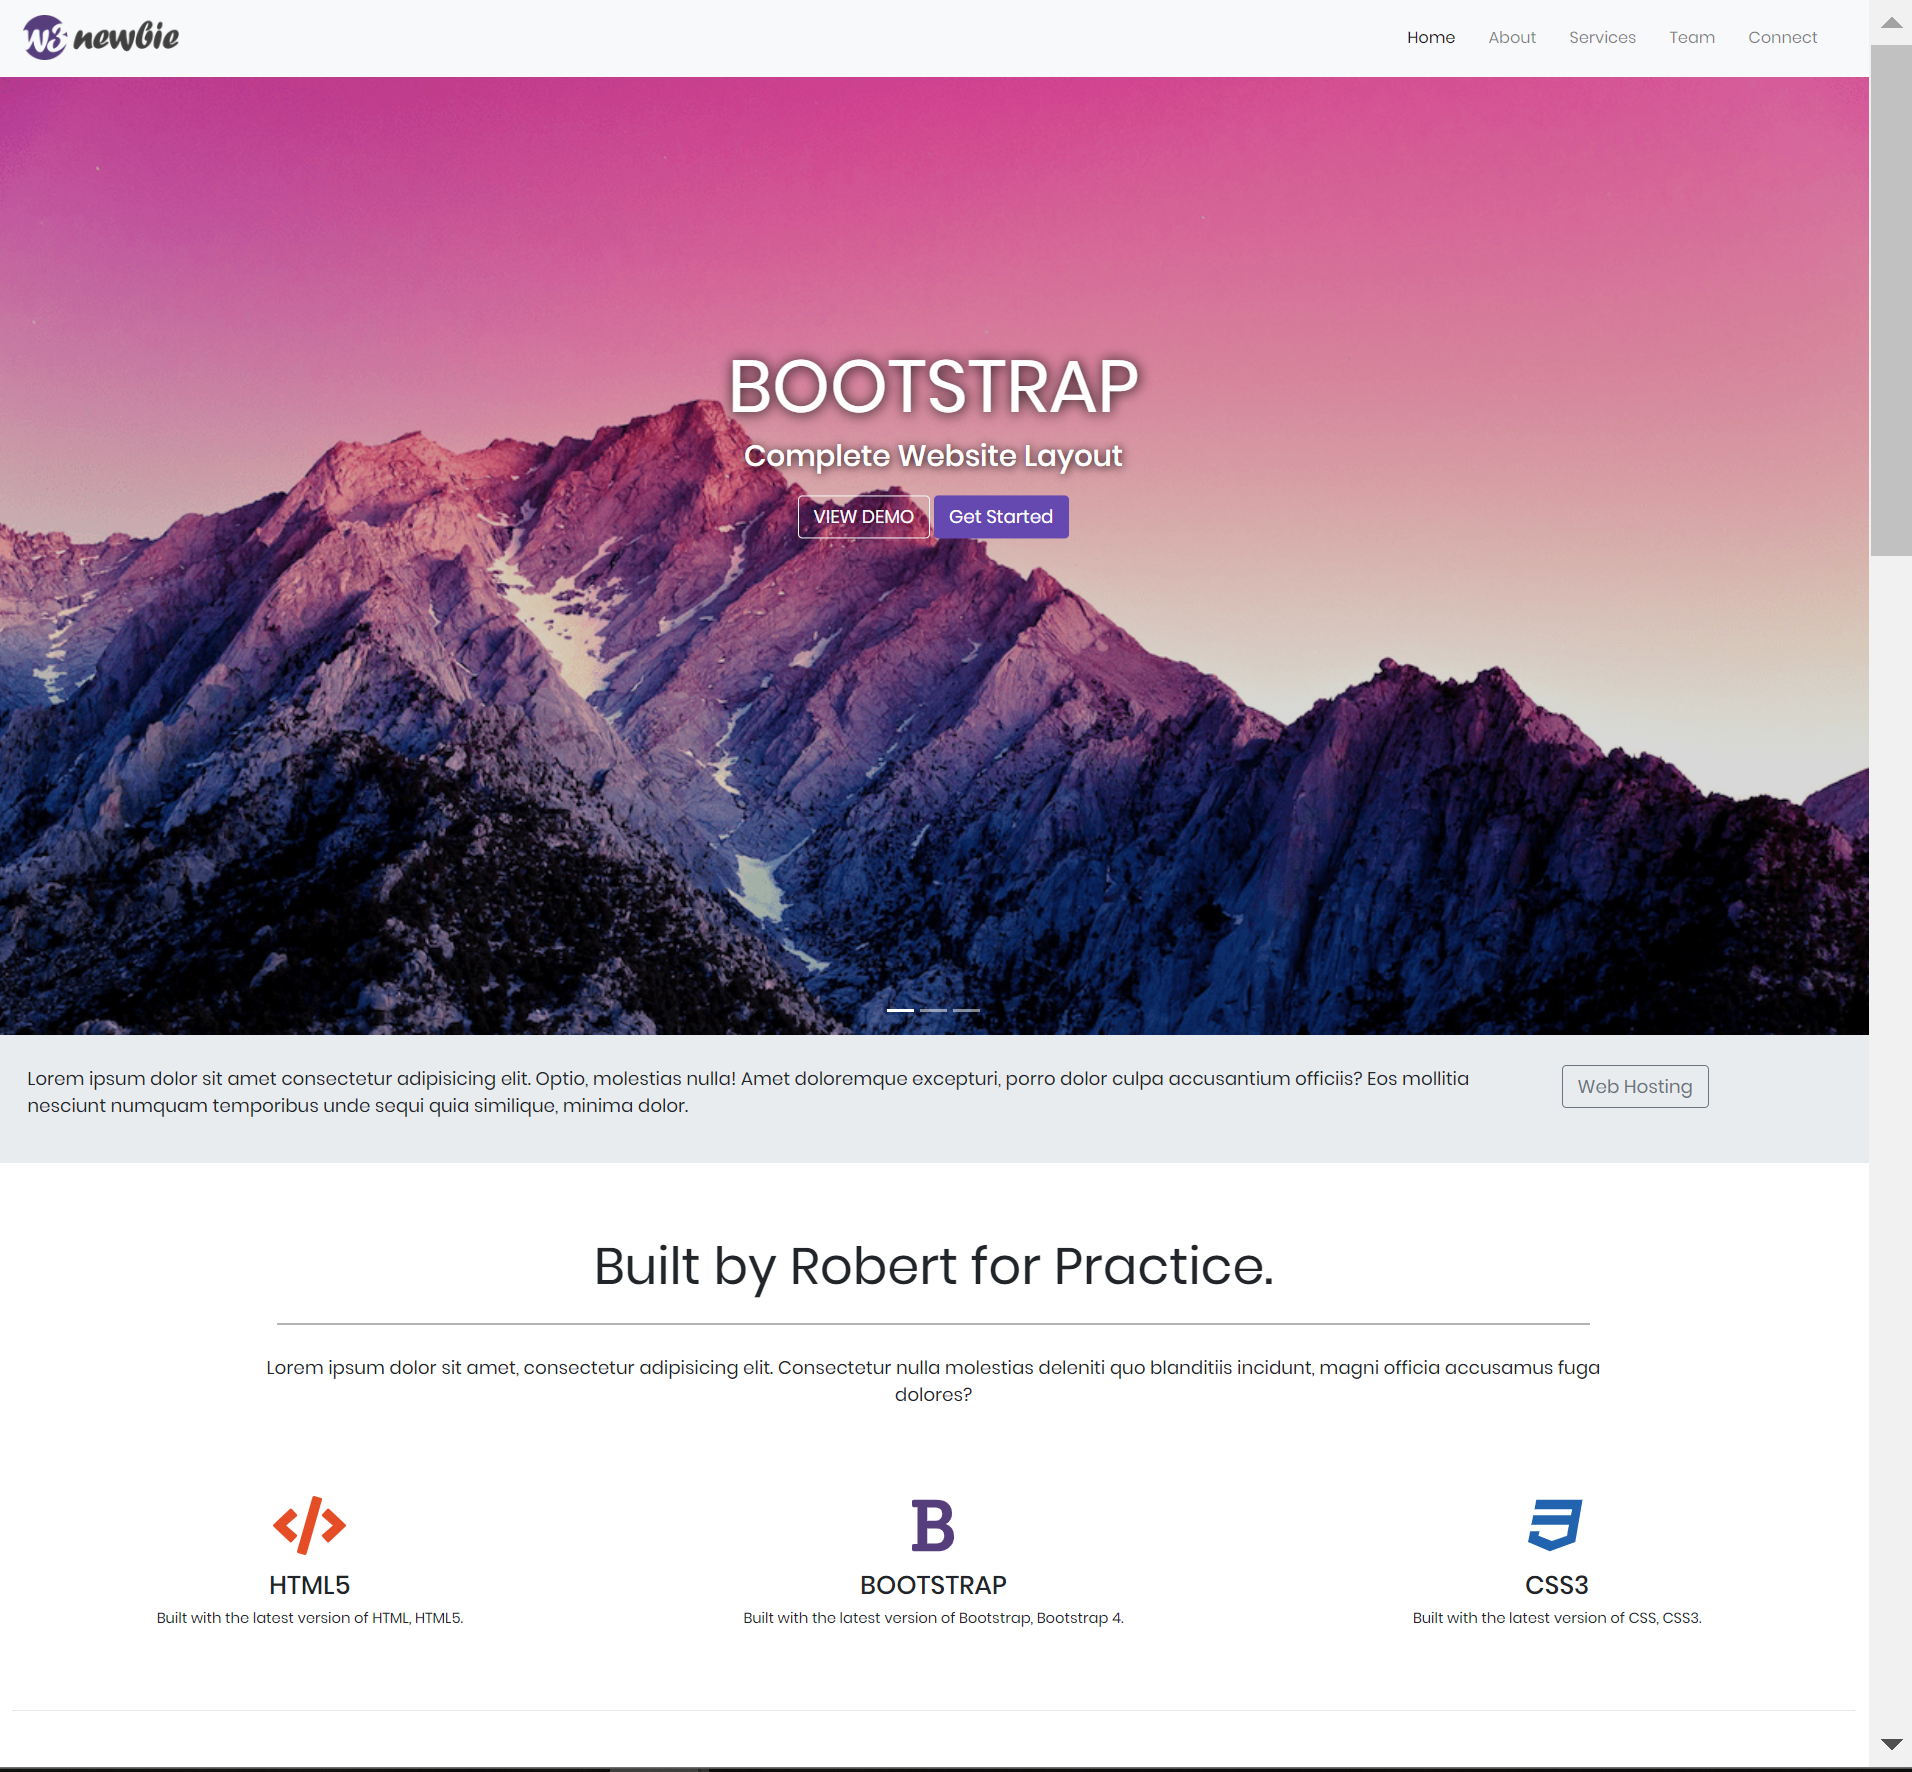 W3 newbie
Home About Services Team Connect
BOOTSTRAP
Complete Website Layout
VIEW DEMO Get Started
Lorem ipsum dolor sit amet consectetur adipisicing elit. Optio, molestias nulla! Amet doloremque excepturi, porro dolor culpa accusantium officiis? Eos mollitia
nesciunt numquam temporibus unde sequi quia similique, minima dolor.
Web Hosting
Built by Robert for Practice.
Lorem ipsum dolor sit amet, consectetur adipisicing elit. Consectetur nulla molestias deleniti quo blanditiis incidunt, magni officia accusamus fuga
dolores?
HTML5
Built with the latest version of HTML, HTML5.
B
BOOTSTRAP
Built with the latest version of Bootstrap, Bootstrap 4.
CSS3
Built with the latest version of CSS, CSS3.